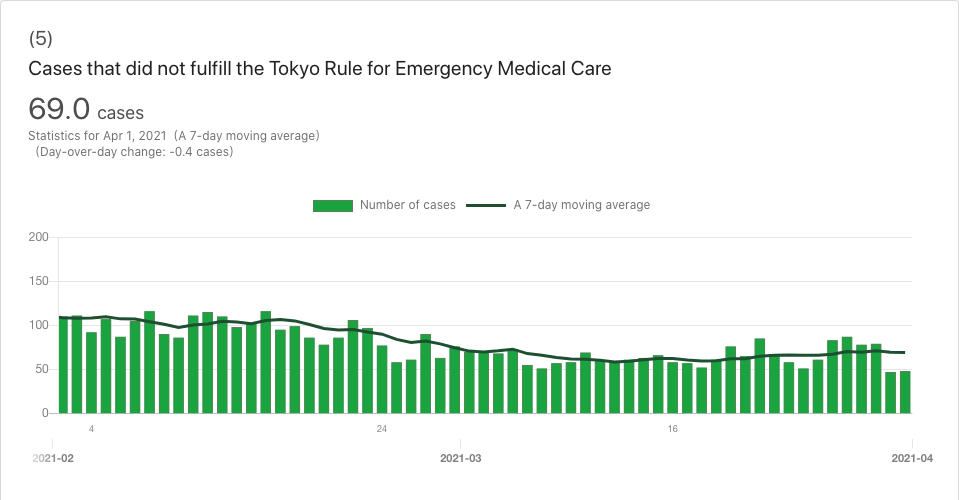 (5)
Cases that did not fulfill the Tokyo Rule for Emergency Medical Care
69.0 cases
Statistics for Apr 1, 2021 (A 7-day moving average)
(Day-over-day change: -0.4 cases)
Number of cases A 7-day moving average
200
150
100
50
0
4 24 16
2021-02 2021-03 2021-04